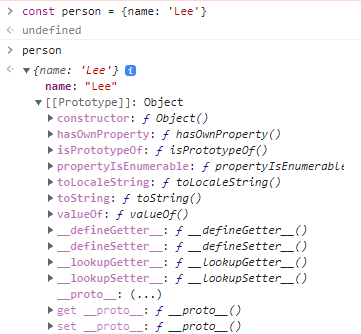 > const person = {name: 'Lee'}
< undefined
> person
< ▼ {name: 'Lee'} i
name: "Lee"
▼ [[Prototype]]: Object
▶ constructor: ƒ Object()
▶ hasOwnProperty: ƒ hasOwnProperty()
▶ isPrototypeOf: ƒ isPrototypeOf()
▶ propertyIsEnumerable: ƒ propertyIsEnumera
▶ toLocaleString: ƒ toLocaleString()
▶ toString: ƒ toString()
▶ valueOf: ƒ valueOf()
▶ __defineGetter__: ƒ __defineGetter__()
▶ __defineSetter__: ƒ __defineSetter__()
▶ __lookupGetter__: ƒ __lookupGetter__()
▶ __lookupSetter__: ƒ __lookupSetter__()
__proto__: (...)
▶ get __proto__: ƒ __proto__()
▶ set __proto__: ƒ __proto__()